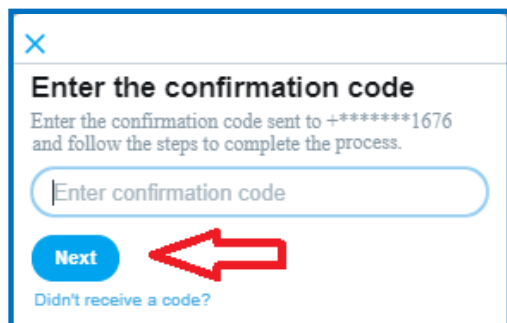 Enter the confirmation code
Enter the confirmation code sent to +*******1676
and follow the steps to complete the process.
Enter confirmation code
Next
Didn't receive a code?